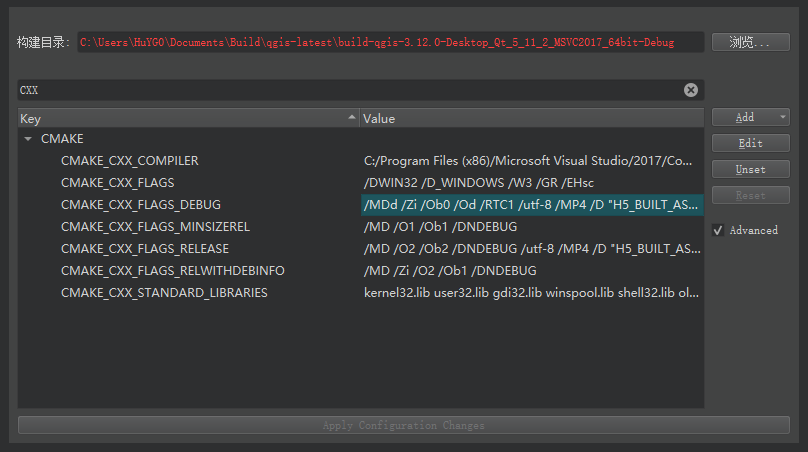 构建目录: C:\Users\HuYG0\Documents\Build\qgis-latest\build-qgis-3.12.0-Desktop_Qt_5_11_2_MSVC2017_64bit-Debug 浏览...
CXX
Key Value
Add
CMAKE
Edit
CMAKE_CXX_COMPILER C:/Program Files (x86)/Microsoft Visual Studio/2017/Co...
Unset
CMAKE_CXX_FLAGS /DWIN32 /D_WINDOWS /W3 /GR /EHsc
Reset
CMAKE_CXX_FLAGS_DEBUG /MDd /Zi /Ob0 /Od /RTC1 /utf-8 /MP4 /D "H5_BUILT_AS...
Advanced
CMAKE_CXX_FLAGS_MINSIZEREL /MD /O1 /Ob1 /DNDEBUG
CMAKE_CXX_FLAGS_RELEASE /MD /O2 /Ob2 /DNDEBUG /utf-8 /MP4 /D "H5_BUILT_AS...
CMAKE_CXX_FLAGS_RELWITHDEBINFO /MD /Zi /O2 /Ob1 /DNDEBUG
CMAKE_CXX_STANDARD_LIBRARIES kernel32.lib user32.lib gdi32.lib winspool.lib shell32.lib ol...
Apply Configuration Changes